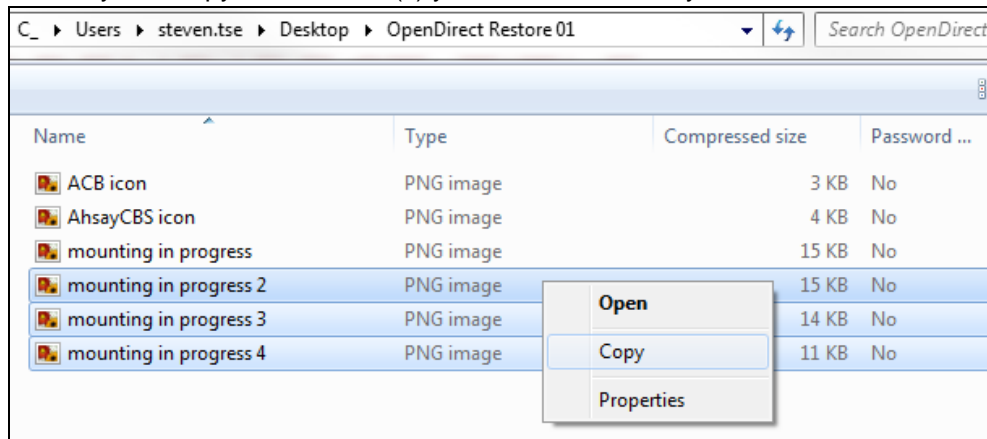 C_ ▸ Users ▸ steven.tse ▸ Desktop ▸ OpenDirect Restore 01 Search OpenDirect
Name Type Compressed size Password ...
ACB icon PNG image 3 KB No
AhsayCBS icon PNG image 4 KB No
mounting in progress PNG image 15 KB No
mounting in progress 2 PNG image 15 KB No
mounting in progress 3 PNG image 14 KB No
mounting in progress 4 PNG image 11 KB No
Open
Copy
Properties